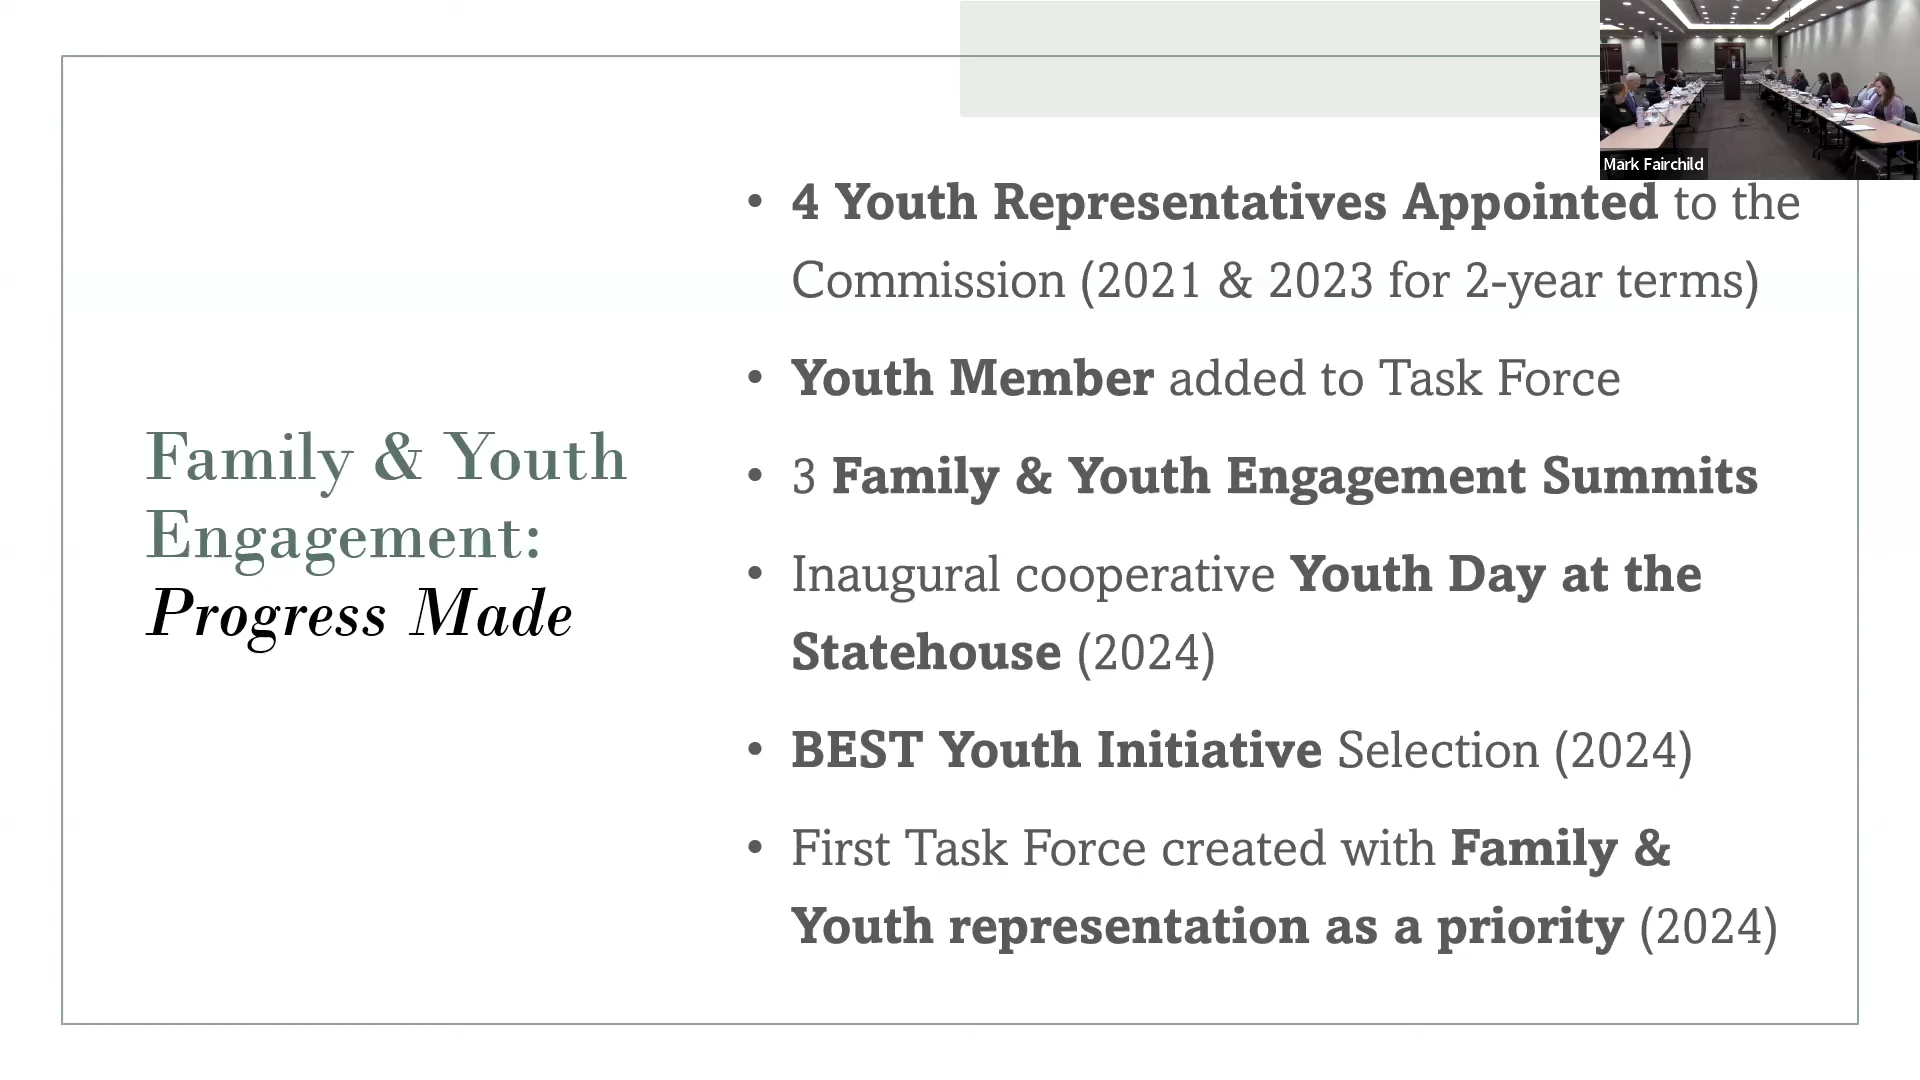 Mark Fairchild
Family & Youth
Engagement:
Progress Made
• 4 Youth Representatives Appointed to the
Commission (2021 & 2023 for 2-year terms)
• Youth Member added to Task Force
• 3 Family & Youth Engagement Summits
• Inaugural cooperative Youth Day at the
Statehouse (2024)
• BEST Youth Initiative Selection (2024)
• First Task Force created with Family &
Youth representation as a priority (2024)